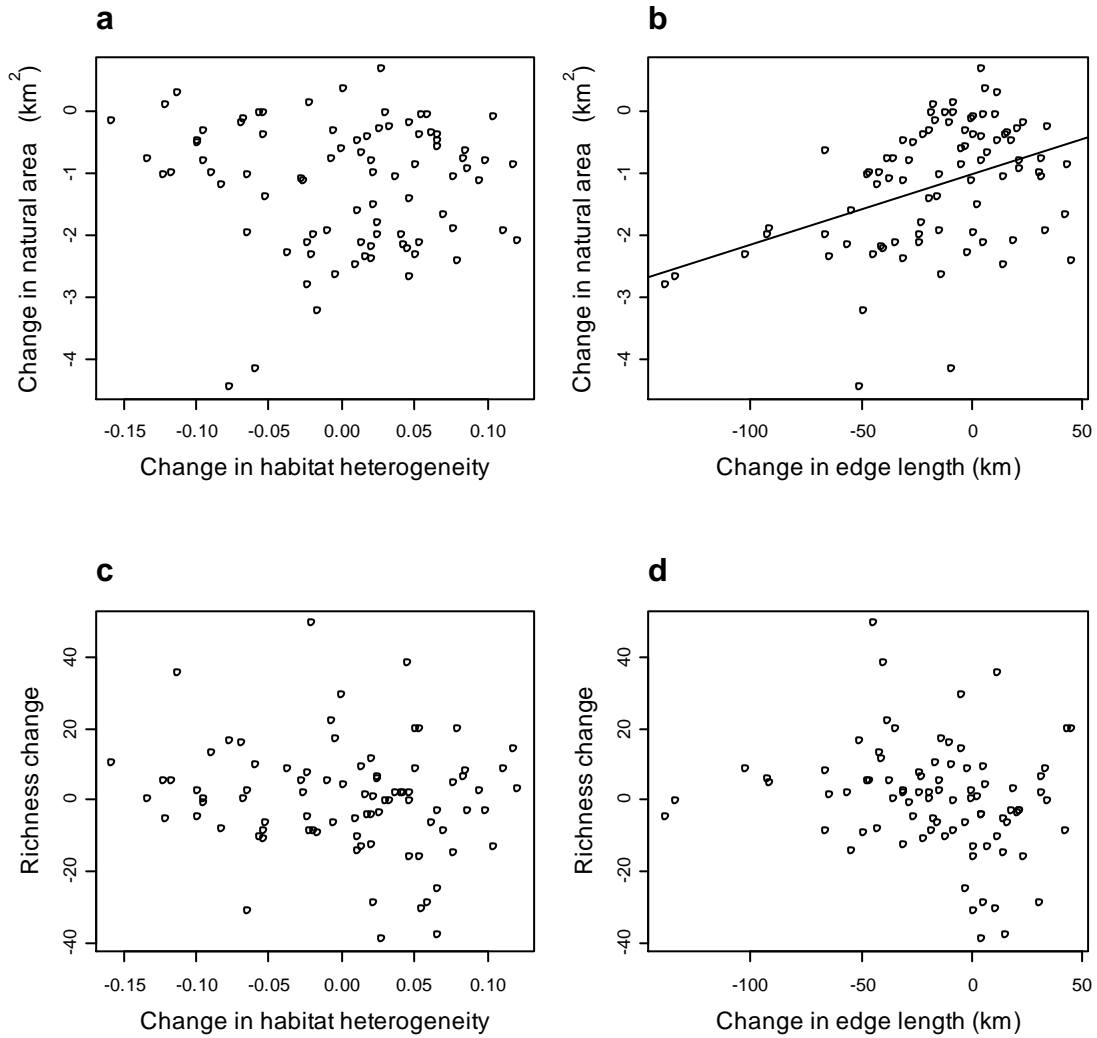 a
Change in natural area (km²)
0
-1
-2
-3
-4
-0.15 -0.10 -0.05 0.00 0.05 0.10
Change in habitat heterogeneity
b
Change in natural area (km²)
0
-1
-2
-3
-4
-100 -50 0 50
Change in edge length (km)
c
Richness change
40
20
0
-20
-40
-0.15 -0.10 -0.05 0.00 0.05 0.10
Change in habitat heterogeneity
d
Richness change
40
20
0
-20
-40
-100 -50 0 50
Change in edge length (km)